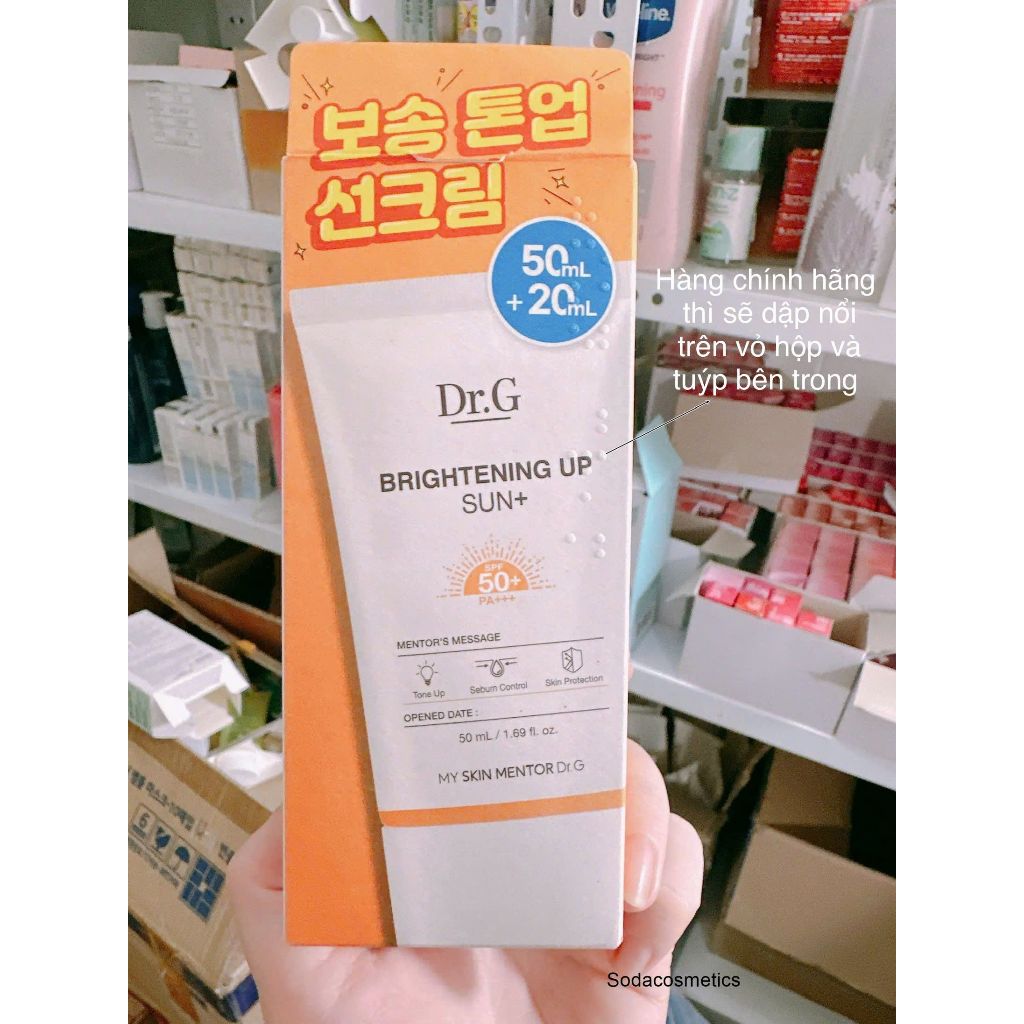 보송 톤업
선크림
50mL
+ 20mL
Dr.G
BRIGHTENING UP
SUN+
SPF
50+
PA+++
MENTOR'S MESSAGE
Tone Up
Sebum Control
Skin Protection
OPENED DATE :
50 mL / 1.69 fl. oz.
MY SKIN MENTOR Dr.G
Hàng chính hãng
thì sẽ dập nổi
trên vỏ hộp và
tuýp bên trong
Sodacosmetics
6